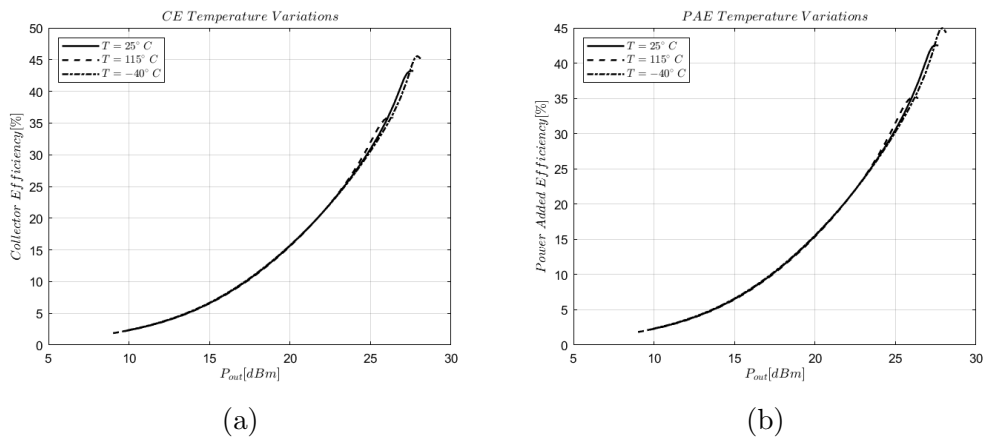 CE Temperature Variations
T = 25° C
T = 115° C
T = −40° C
50
45
40
35
30
25
20
15
10
5
0
Collector Efficiency[%]
5
10
15
20
25
30
P_out[dBm]
(a)
PAE Temperature Variations
T = 25° C
T = 115° C
T = −40° C
45
40
35
30
25
20
15
10
5
0
Power Added Efficiency[%]
5
10
15
20
25
30
P_out[dBm]
(b)